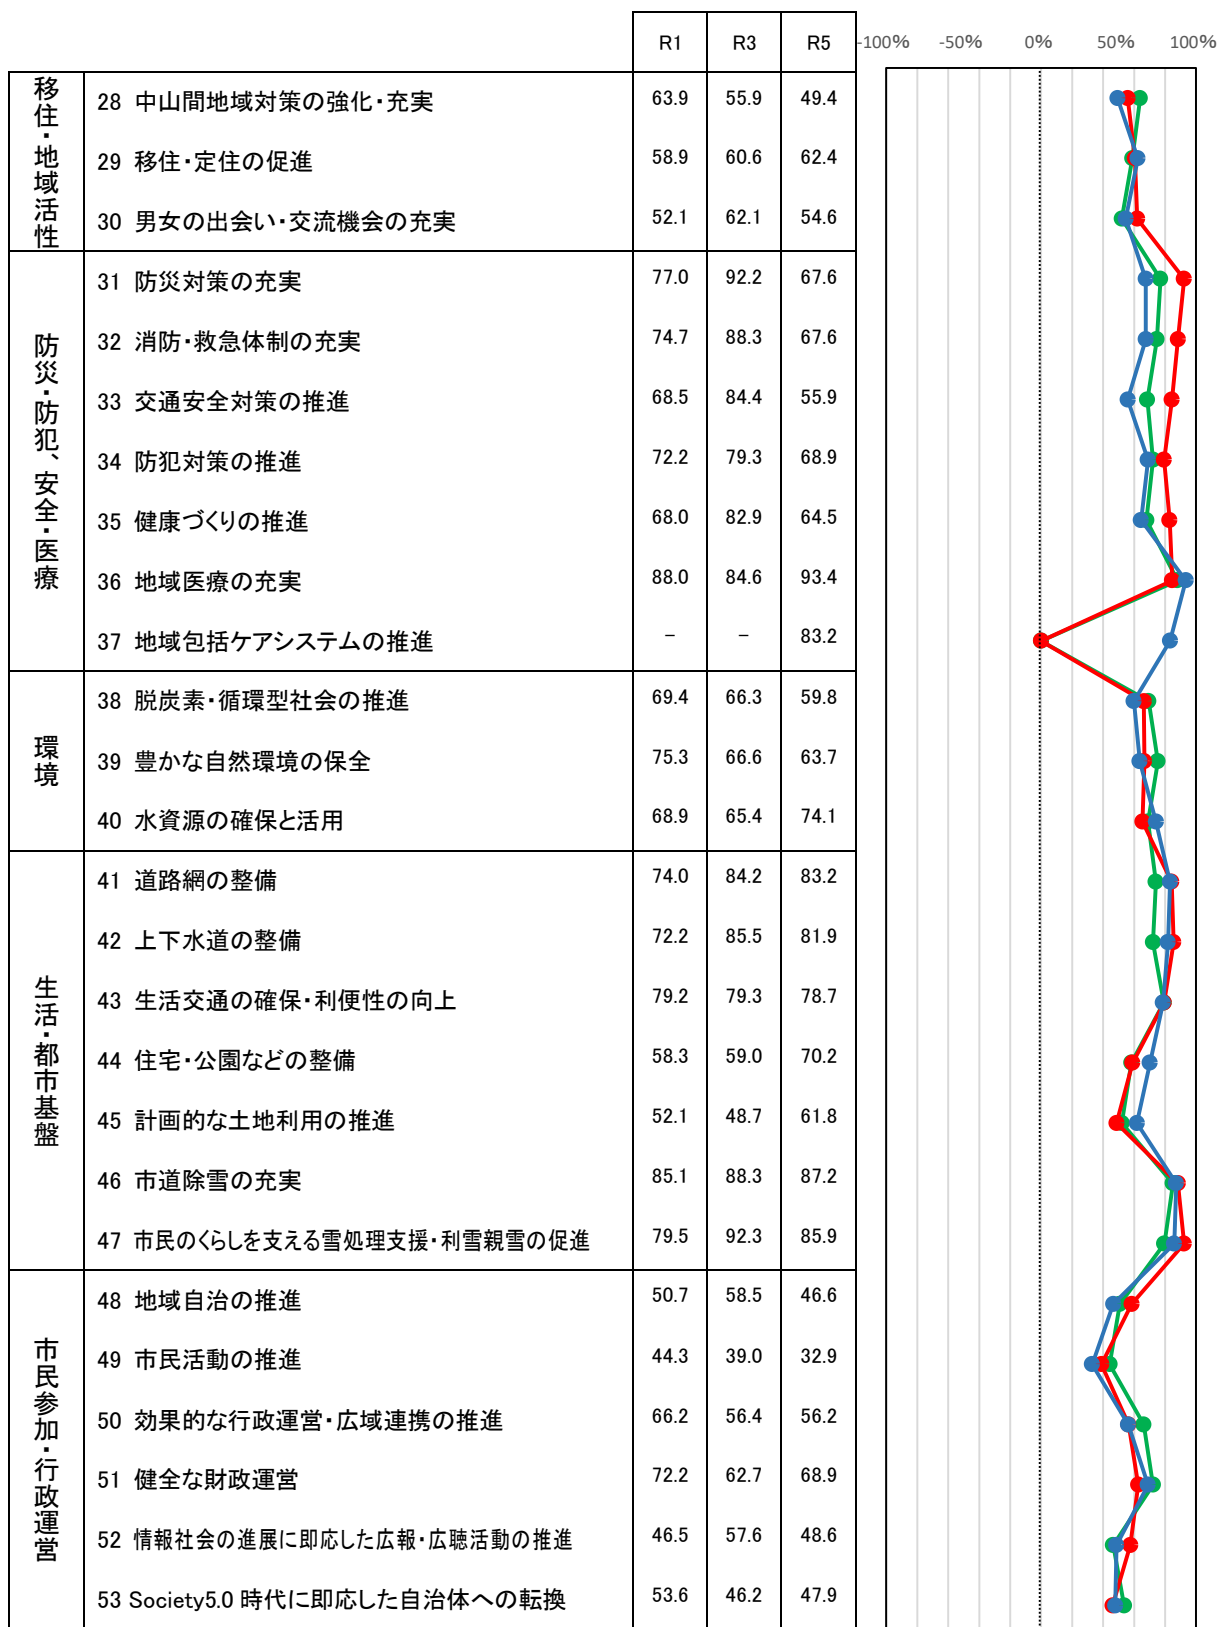 R1 R3 R5 -100% -50% 0% 50% 100%
移住・地域活性
28 中山間地域対策の強化・充実 63.9 55.9 49.4
29 移住・定住の促進 58.9 60.6 62.4
30 男女の出会い・交流機会の充実 52.1 62.1 54.6
防災・防犯、安全・医療
31 防災対策の充実 77.0 92.2 67.6
32 消防・救急体制の充実 74.7 88.3 67.6
33 交通安全対策の推進 68.5 84.4 55.9
34 防犯対策の推進 72.2 79.3 68.9
35 健康づくりの推進 68.0 82.9 64.5
36 地域医療の充実 88.0 84.6 93.4
37 地域包括ケアシステムの推進 － － 83.2
環境
38 脱炭素・循環型社会の推進 69.4 66.3 59.8
39 豊かな自然環境の保全 75.3 66.6 63.7
40 水資源の確保と活用 68.9 65.4 74.1
生活・都市基盤
41 道路網の整備 74.0 84.2 83.2
42 上下水道の整備 72.2 85.5 81.9
43 生活交通の確保・利便性の向上 79.2 79.3 78.7
44 住宅・公園などの整備 58.3 59.0 70.2
45 計画的な土地利用の推進 52.1 48.7 61.8
46 市道除雪の充実 85.1 88.3 87.2
47 市民のくらしを支える雪処理支援・利雪親雪の促進 79.5 92.3 85.9
市民参加・行政運営
48 地域自治の推進 50.7 58.5 46.6
49 市民活動の推進 44.3 39.0 32.9
50 効果的な行政運営・広域連携の推進 66.2 56.4 56.2
51 健全な財政運営 72.2 62.7 68.9
52 情報社会の進展に即応した広報・広聴活動の推進 46.5 57.6 48.6
53 Society5.0 時代に即応した自治体への転換 53.6 46.2 47.9